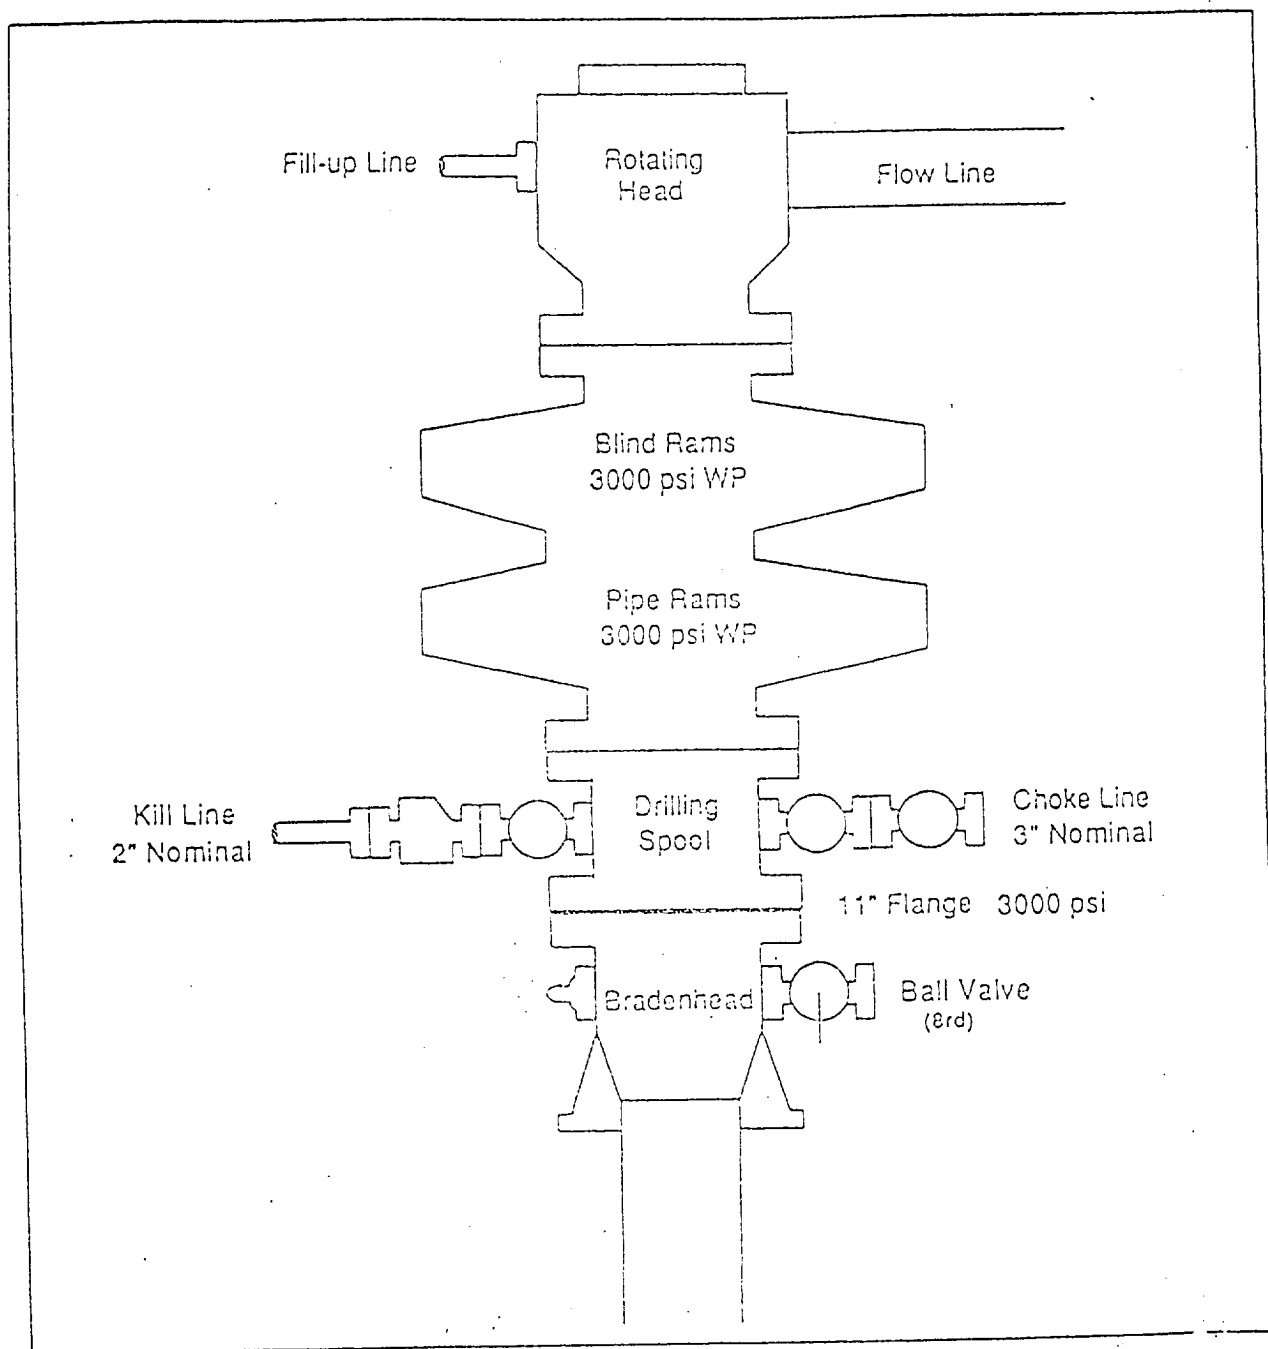 Fill-up Line
Rotating
Head
Flow Line
Blind Rams
3000 psi WP
Pipe Rams
3000 psi WP
Kill Line
2" Nominal
Drilling
Spool
Choke Line
3" Nominal
11" Flange 3000 psi
Bradenhead
Ball Valve
(8rd)